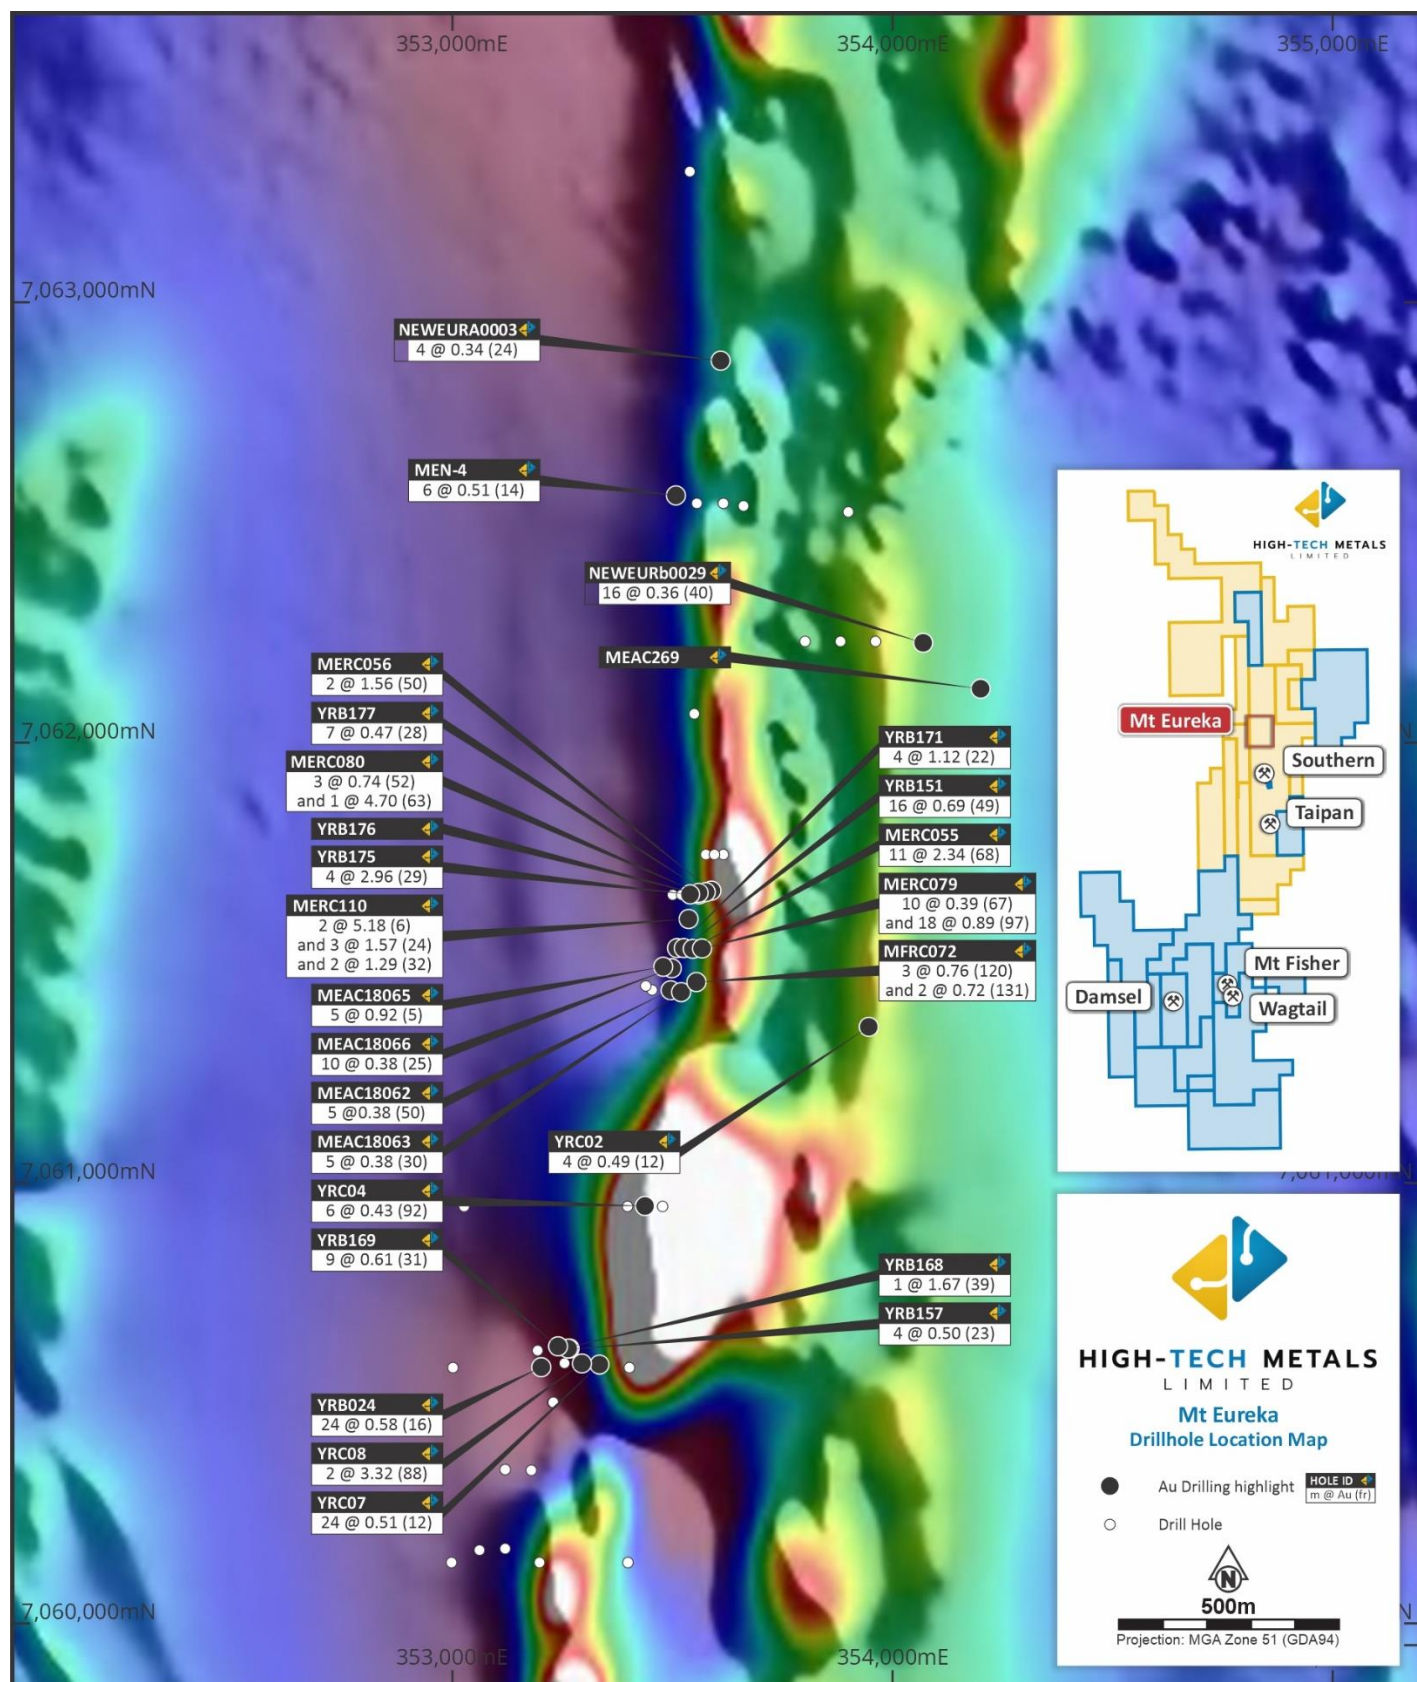 353,000mE
354,000mE
355,000mE
7,063,000mN
NEWEURA0003
4 @ 0.34 (24)
MEN-4
6 @ 0.51 (14)
NEWEURb0029
16 @ 0.36 (40)
MEAC269
MERC056
2 @ 1.56 (50)
YRB177
7 @ 0.47 (28)
7,062,000mN
MERC080
3 @ 0.74 (52)
and 1 @ 4.70 (63)
YRB176
YRB175
4 @ 2.96 (29)
MERC110
2 @ 5.18 (6)
and 3 @ 1.57 (24)
and 2 @ 1.29 (32)
MEAC18065
5 @ 0.92 (5)
MEAC18066
10 @ 0.38 (25)
MEAC18062
5 @0.38 (50)
MEAC18063
5 @ 0.38 (30)
YRB171
4 @ 1.12 (22)
YRB151
16 @ 0.69 (49)
MERC055
11 @ 2.34 (68)
MERC079
10 @ 0.39 (67)
and 18 @ 0.89 (97)
MFRC072
3 @ 0.76 (120)
and 2 @ 0.72 (131)
YRC02
4 @ 0.49 (12)
7,061,000mN
7,061,000mN
YRC04
6 @ 0.43 (92)
YRB169
9 @ 0.61 (31)
YRB168
1 @ 1.67 (39)
YRB157
4 @ 0.50 (23)
YRB024
24 @ 0.58 (16)
YRC08
2 @ 3.32 (88)
YRC07
24 @ 0.51 (12)
7,060,000mN
353,000mE
354,000mE
HIGH-TECH METALS
LIMITED
Mt Eureka
Southern
Taipan
Mt Fisher
Damsel
Wagtail
HIGH-TECH METALS
LIMITED
Mt Eureka
Drillhole Location Map
Au Drilling highlight
HOLE ID
m @ Au (fr)
Drill Hole
N
500m
Projection: MGA Zone 51 (GDA94)